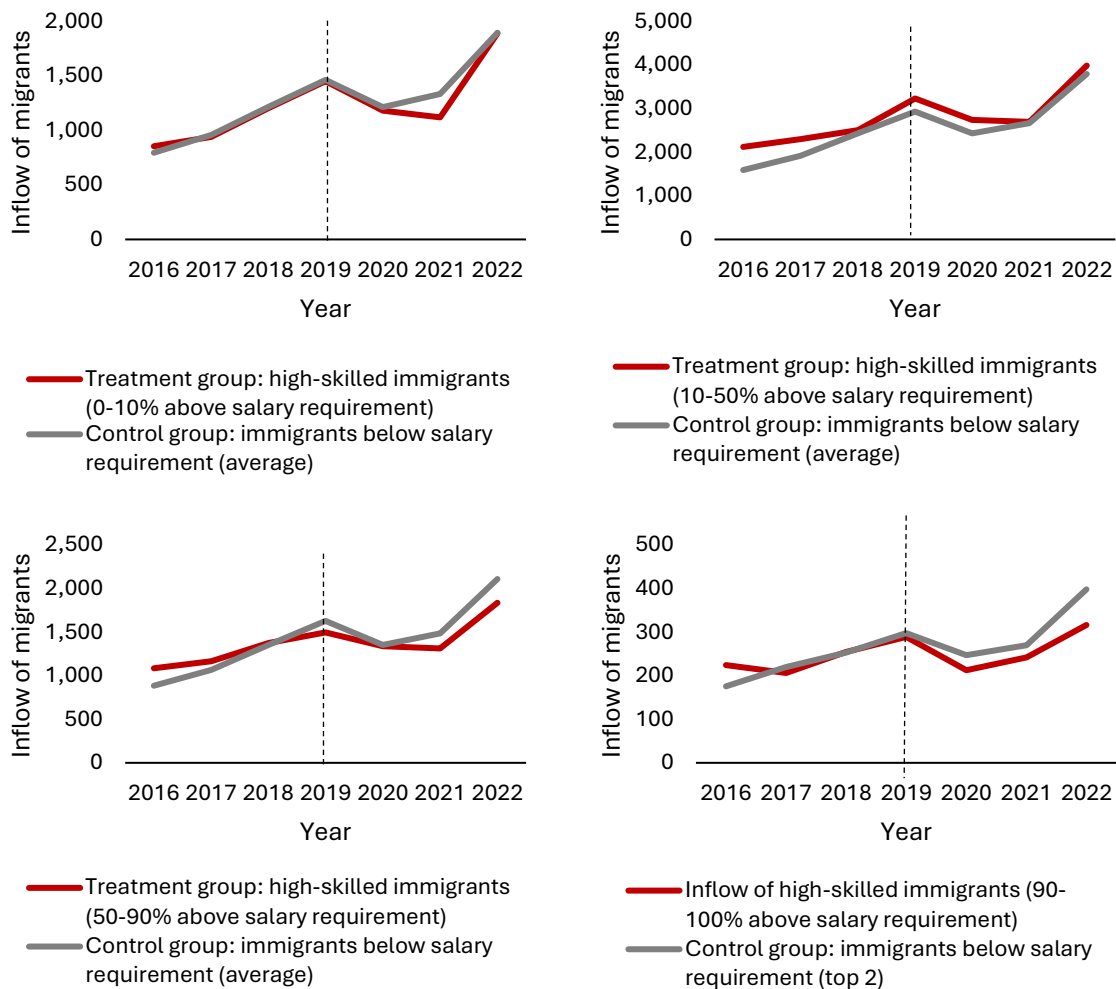 Inflow of migrants
2,000
1,500
1,000
500
0
2016 2017 2018 2019 2020 2021 2022
Year
Treatment group: high-skilled immigrants
(0-10% above salary requirement)
Control group: immigrants below salary
requirement (average)
Inflow of migrants
5,000
4,000
3,000
2,000
1,000
0
2016 2017 2018 2019 2020 2021 2022
Year
Treatment group: high-skilled immigrants
(10-50% above salary requirement)
Control group: immigrants below salary
requirement (average)
Inflow of migrants
2,500
2,000
1,500
1,000
500
0
2016 2017 2018 2019 2020 2021 2022
Year
Treatment group: high-skilled immigrants
(50-90% above salary requirement)
Control group: immigrants below salary
requirement (average)
Inflow of migrants
500
400
300
200
100
0
2016 2017 2018 2019 2020 2021 2022
Year
Inflow of high-skilled immigrants (90-
100% above salary requirement)
Control group: immigrants below salary
requirement (top 2)